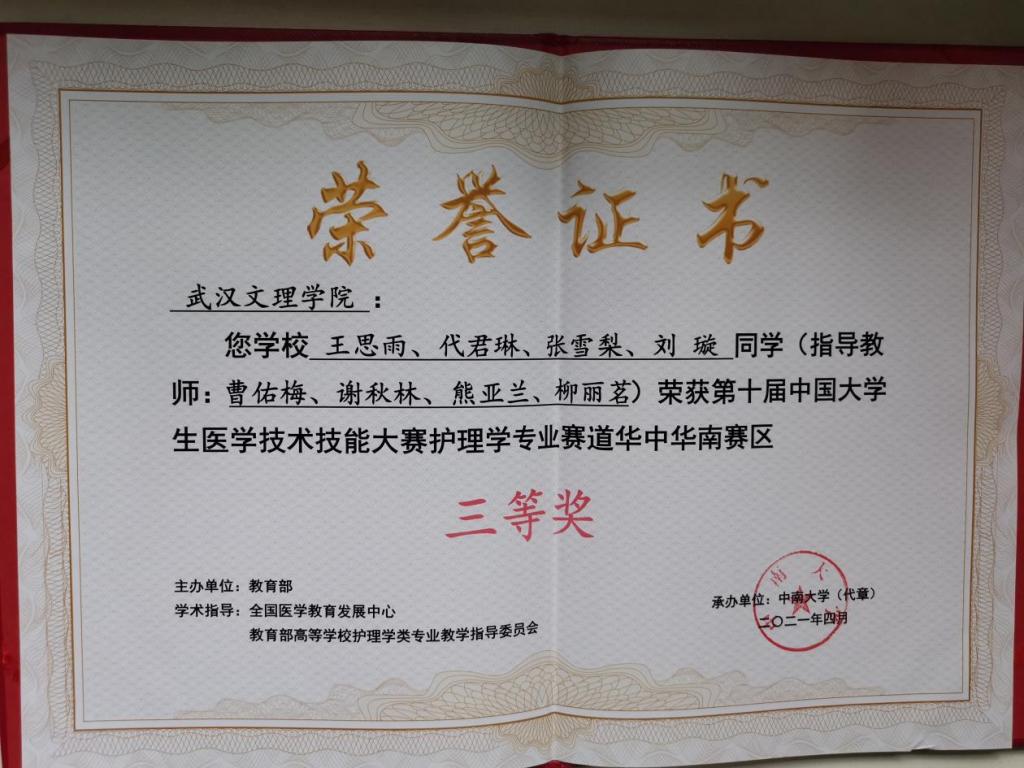 荣誉证书
武汉文理学院：
您学校 王思雨、代君琳、张雪梨、刘 璇 同学（指导教
师：曹佑梅、谢秋林、熊亚兰、柳丽茗）荣获第十届中国大学
生医学技术技能大赛护理学专业赛道华中华南赛区
三等奖
主办单位：教育部
学术指导：全国医学教育发展中心
教育部高等学校护理学类专业教学指导委员会
承办单位：中南大学（代章）
二〇二一年四月
中南大学